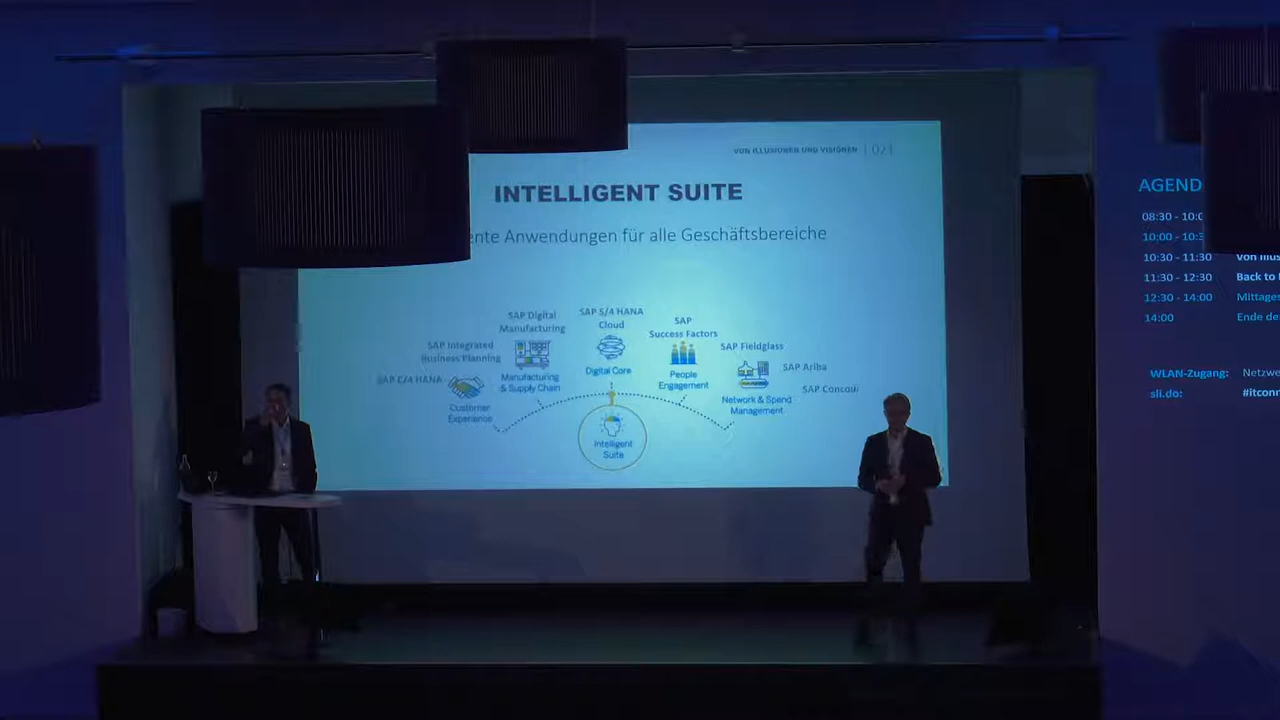 VON ILLUSIONEN UND VISIONEN | 021
INTELLIGENT SUITE
Anwendungen für alle Geschäftsbereiche
SAP Digital
Manufacturing
SAP S/4 HANA
Cloud
SAP
Success Factors
SAP Integrated
Business Planning
SAP Fieldglass
SAP Ariba
SAP C/4 HANA
SAP Concur
Manufacturing
& Supply Chain
Digital Core
People
Engagement
Customer
Experience
Network & Spend
Management
Intelligent
Suite
AGEND
08:30 - 10:0
10:00 - 10:3
10:30 - 11:30 Von Illus
11:30 - 12:30 Back to
12:30 - 14:00 Mittages
14:00 Ende de
WLAN-Zugang: Netzwe
sli.do: #itconn